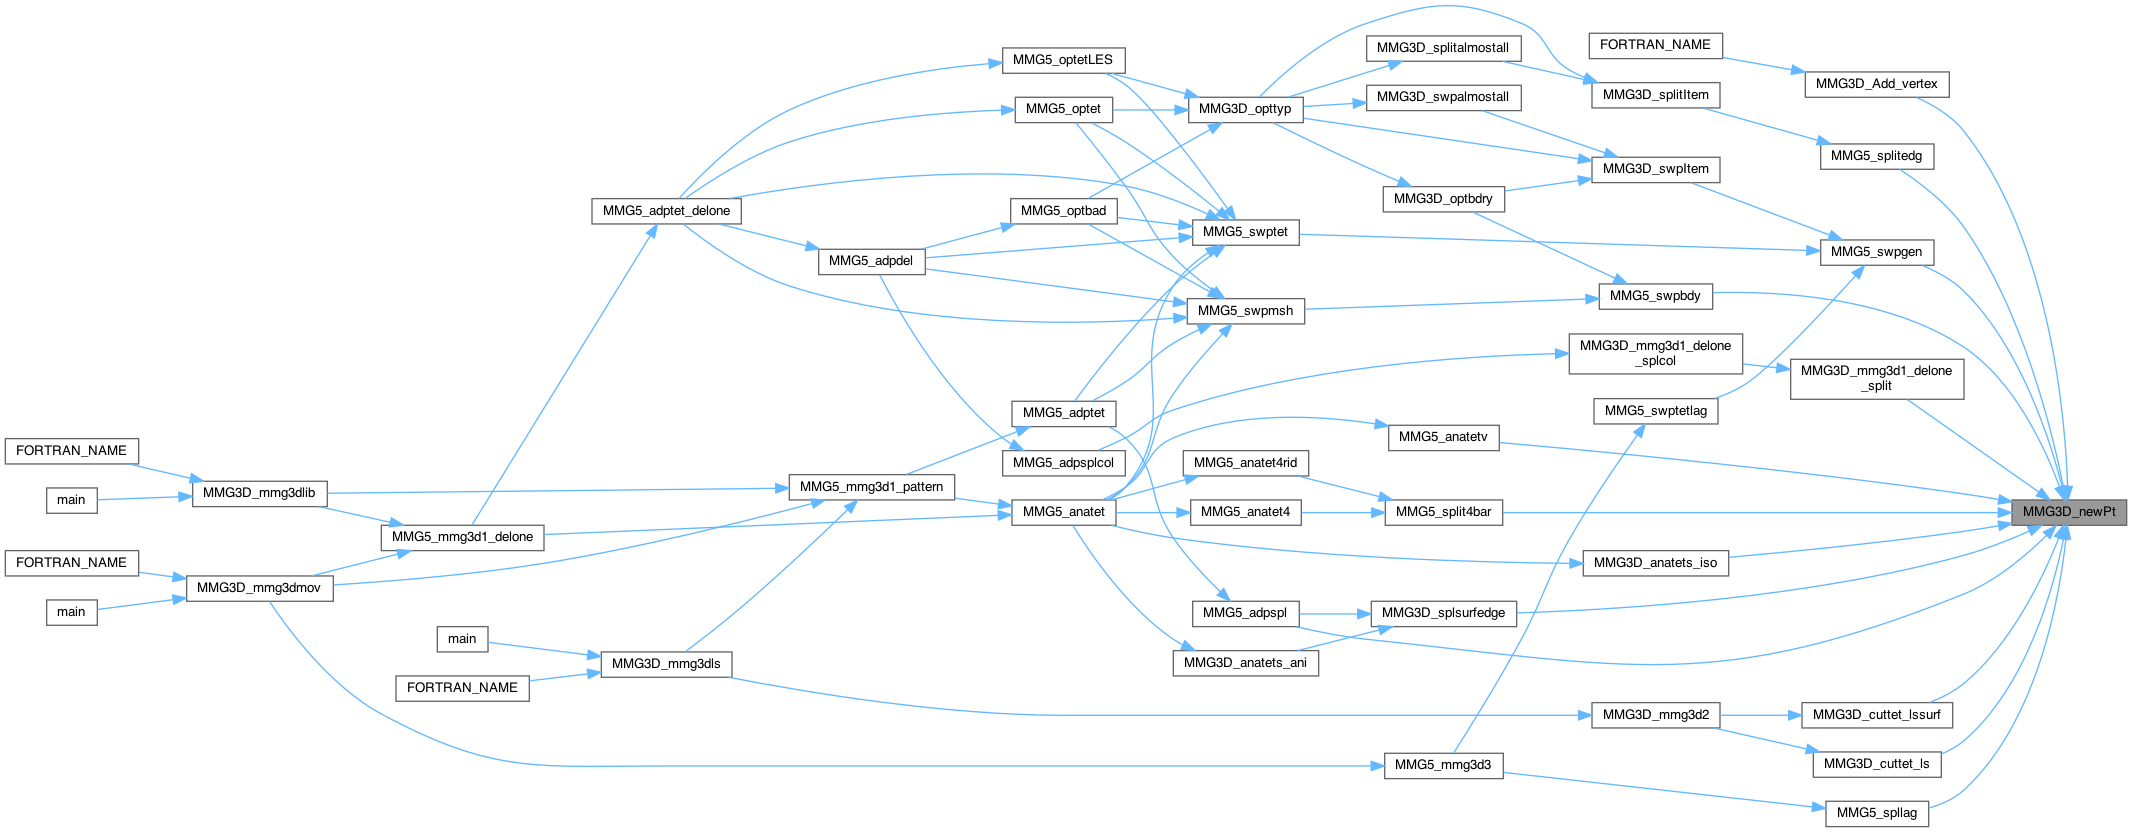 FORTRAN_NAME
main
FORTRAN_NAME
main
MMG3D_mmg3dlib
MMG3D_mmg3dmov
MMG5_mmg3d1_delone
main
FORTRAN_NAME
MMG5_adptet_delone
MMG3D_mmg3dls
MMG5_adpdel
MMG5_mmg3d1_pattern
MMG5_optetLES
MMG5_optet
MMG5_optbad
MMG5_adptet
MMG5_adpsplcol
MMG5_anatet
MMG3D_opttyp
MMG5_swptet
MMG5_swpmsh
MMG5_anatet4rid
MMG5_anatet4
MMG5_adpspl
MMG3D_anatets_ani
MMG3D_splitalmostall
MMG3D_swpalmostall
MMG3D_optbdry
MMG5_anatetv
MMG5_split4bar
MMG3D_splsurfedge
MMG5_mmg3d3
FORTRAN_NAME
MMG3D_splitItem
MMG3D_swpItem
MMG5_swpbdy
MMG3D_mmg3d1_delone
_splcol
MMG5_swptetlag
MMG3D_anatets_iso
MMG3D_mmg3d2
MMG3D_Add_vertex
MMG5_splitedg
MMG5_swpgen
MMG3D_mmg3d1_delone
_split
MMG3D_cuttet_lssurf
MMG3D_cuttet_ls
MMG5_spllag
MMG3D_newPt